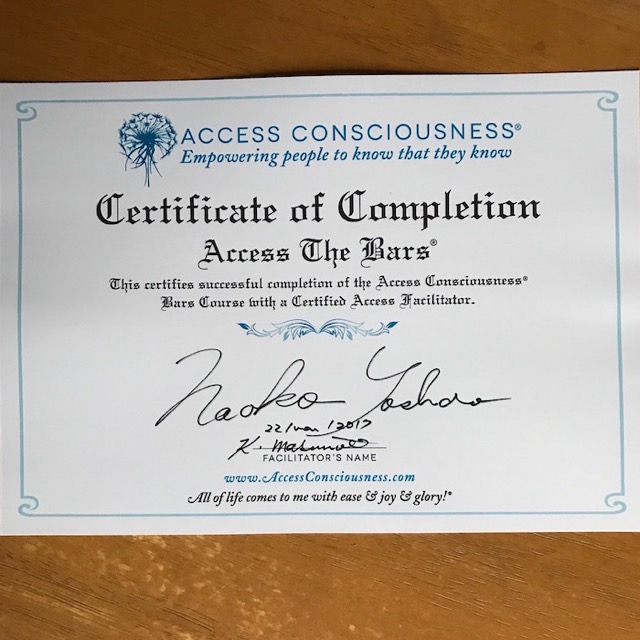 ACCESS CONSCIOUSNESS®
Empowering people to know that they know
Certificate of Completion
Access The Bars®
This certifies successful completion of the Access Consciousness®
Bars Course with a Certified Access Facilitator.
Naoko
22/ /2017
K.
FACILITATOR'S NAME
www.AccessConsciousness.com
All of life comes to me with ease & joy & glory!®